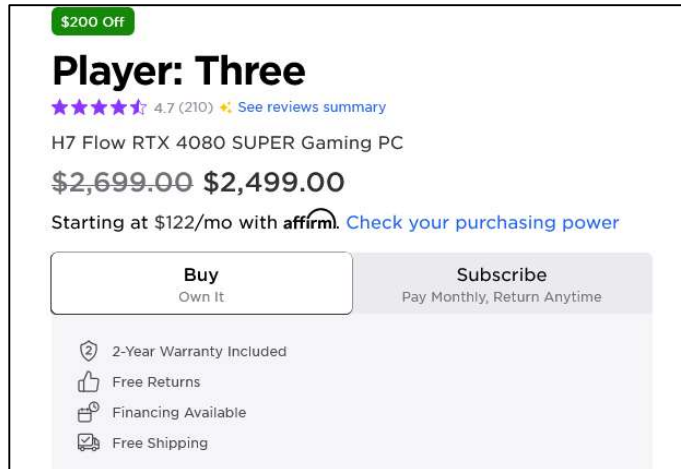 $200 Off
Player: Three
4.7 (210) See reviews summary
H7 Flow RTX 4080 SUPER Gaming PC
$2,699.00 $2,499.00
Starting at $122/mo with affirm. Check your purchasing power
Buy Subscribe
Own It Pay Monthly, Return Anytime
2 2-Year Warranty Included
Free Returns
Financing Available
Free Shipping